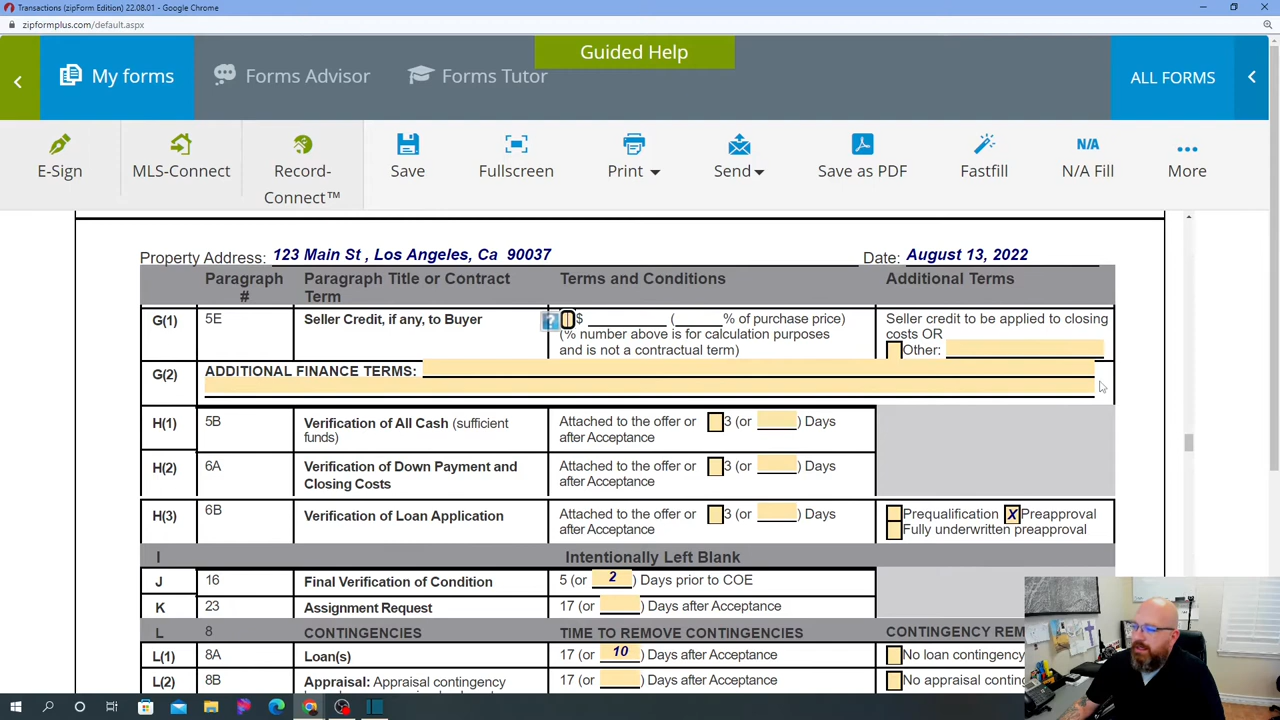 Transactions (zipForm Edition) 22.08.01 - Google Chrome
zipformplus.com/default.aspx
Guided Help
My forms
Forms Advisor
Forms Tutor
ALL FORMS
E-Sign
MLS-Connect
Record-Connect™
Save
Fullscreen
Print
Send
Save as PDF
Fastfill
N/A
N/A Fill
More
Property Address: 123 Main St , Los Angeles, Ca 90037 Date: August 13, 2022
Paragraph # Paragraph Title or Contract Term Terms and Conditions Additional Terms
G(1) 5E Seller Credit, if any, to Buyer ? $ ( % of purchase price) Seller credit to be applied to closing
(% number above is for calculation purposes costs OR
and is not a contractual term) Other:
G(2) ADDITIONAL FINANCE TERMS:
H(1) 5B Verification of All Cash (sufficient Attached to the offer or 3 (or ) Days
funds) after Acceptance
H(2) 6A Verification of Down Payment and Attached to the offer or 3 (or ) Days
Closing Costs after Acceptance
H(3) 6B Verification of Loan Application Attached to the offer or 3 (or ) Days Prequalification X Preapproval
after Acceptance Fully underwritten preapproval
I Intentionally Left Blank
J 16 Final Verification of Condition 5 (or 2 ) Days prior to COE
K 23 Assignment Request 17 (or ) Days after Acceptance
L 8 CONTINGENCIES TIME TO REMOVE CONTINGENCIES CONTINGENCY REM
L(1) 8A Loan(s) 17 (or 10 ) Days after Acceptance No loan contingency
L(2) 8B Appraisal: Appraisal contingency 17 (or ) Days after Acceptance No appraisal contin